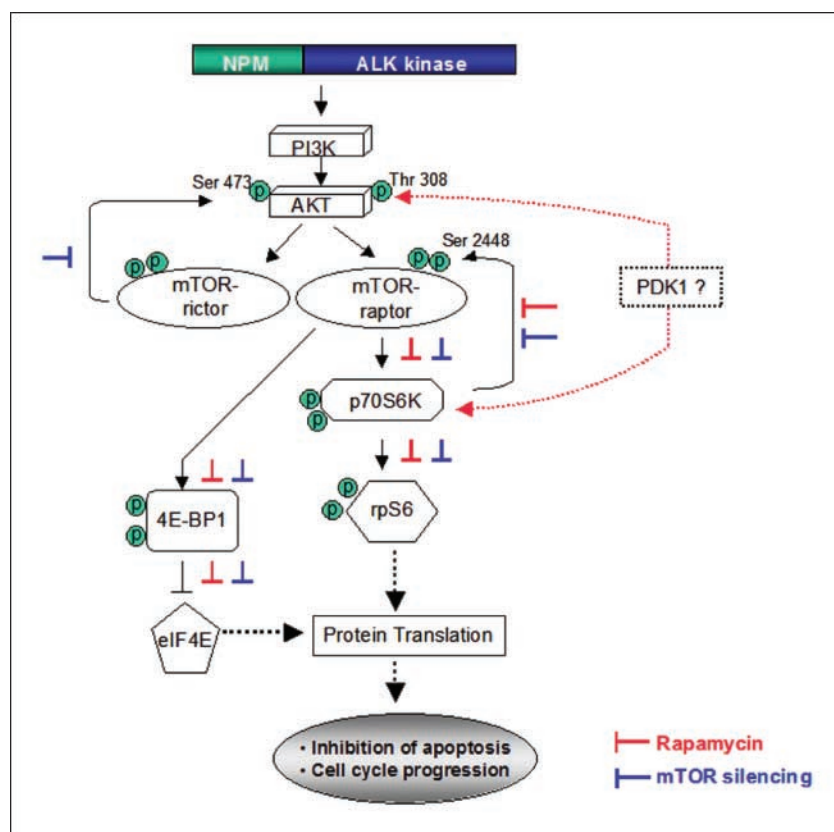 NPM ALK kinase
PI3K
Ser 473 p p Thr 308
AKT
Ser 2448
p p p p
mTOR-
rictor
mTOR-
raptor
PDK1 ?
p70S6K
p
p
p
p
rpS6
p
p
4E-BP1
eIF4E
Protein Translation
• Inhibition of apoptosis
• Cell cycle progression
Rapamycin
mTOR silencing